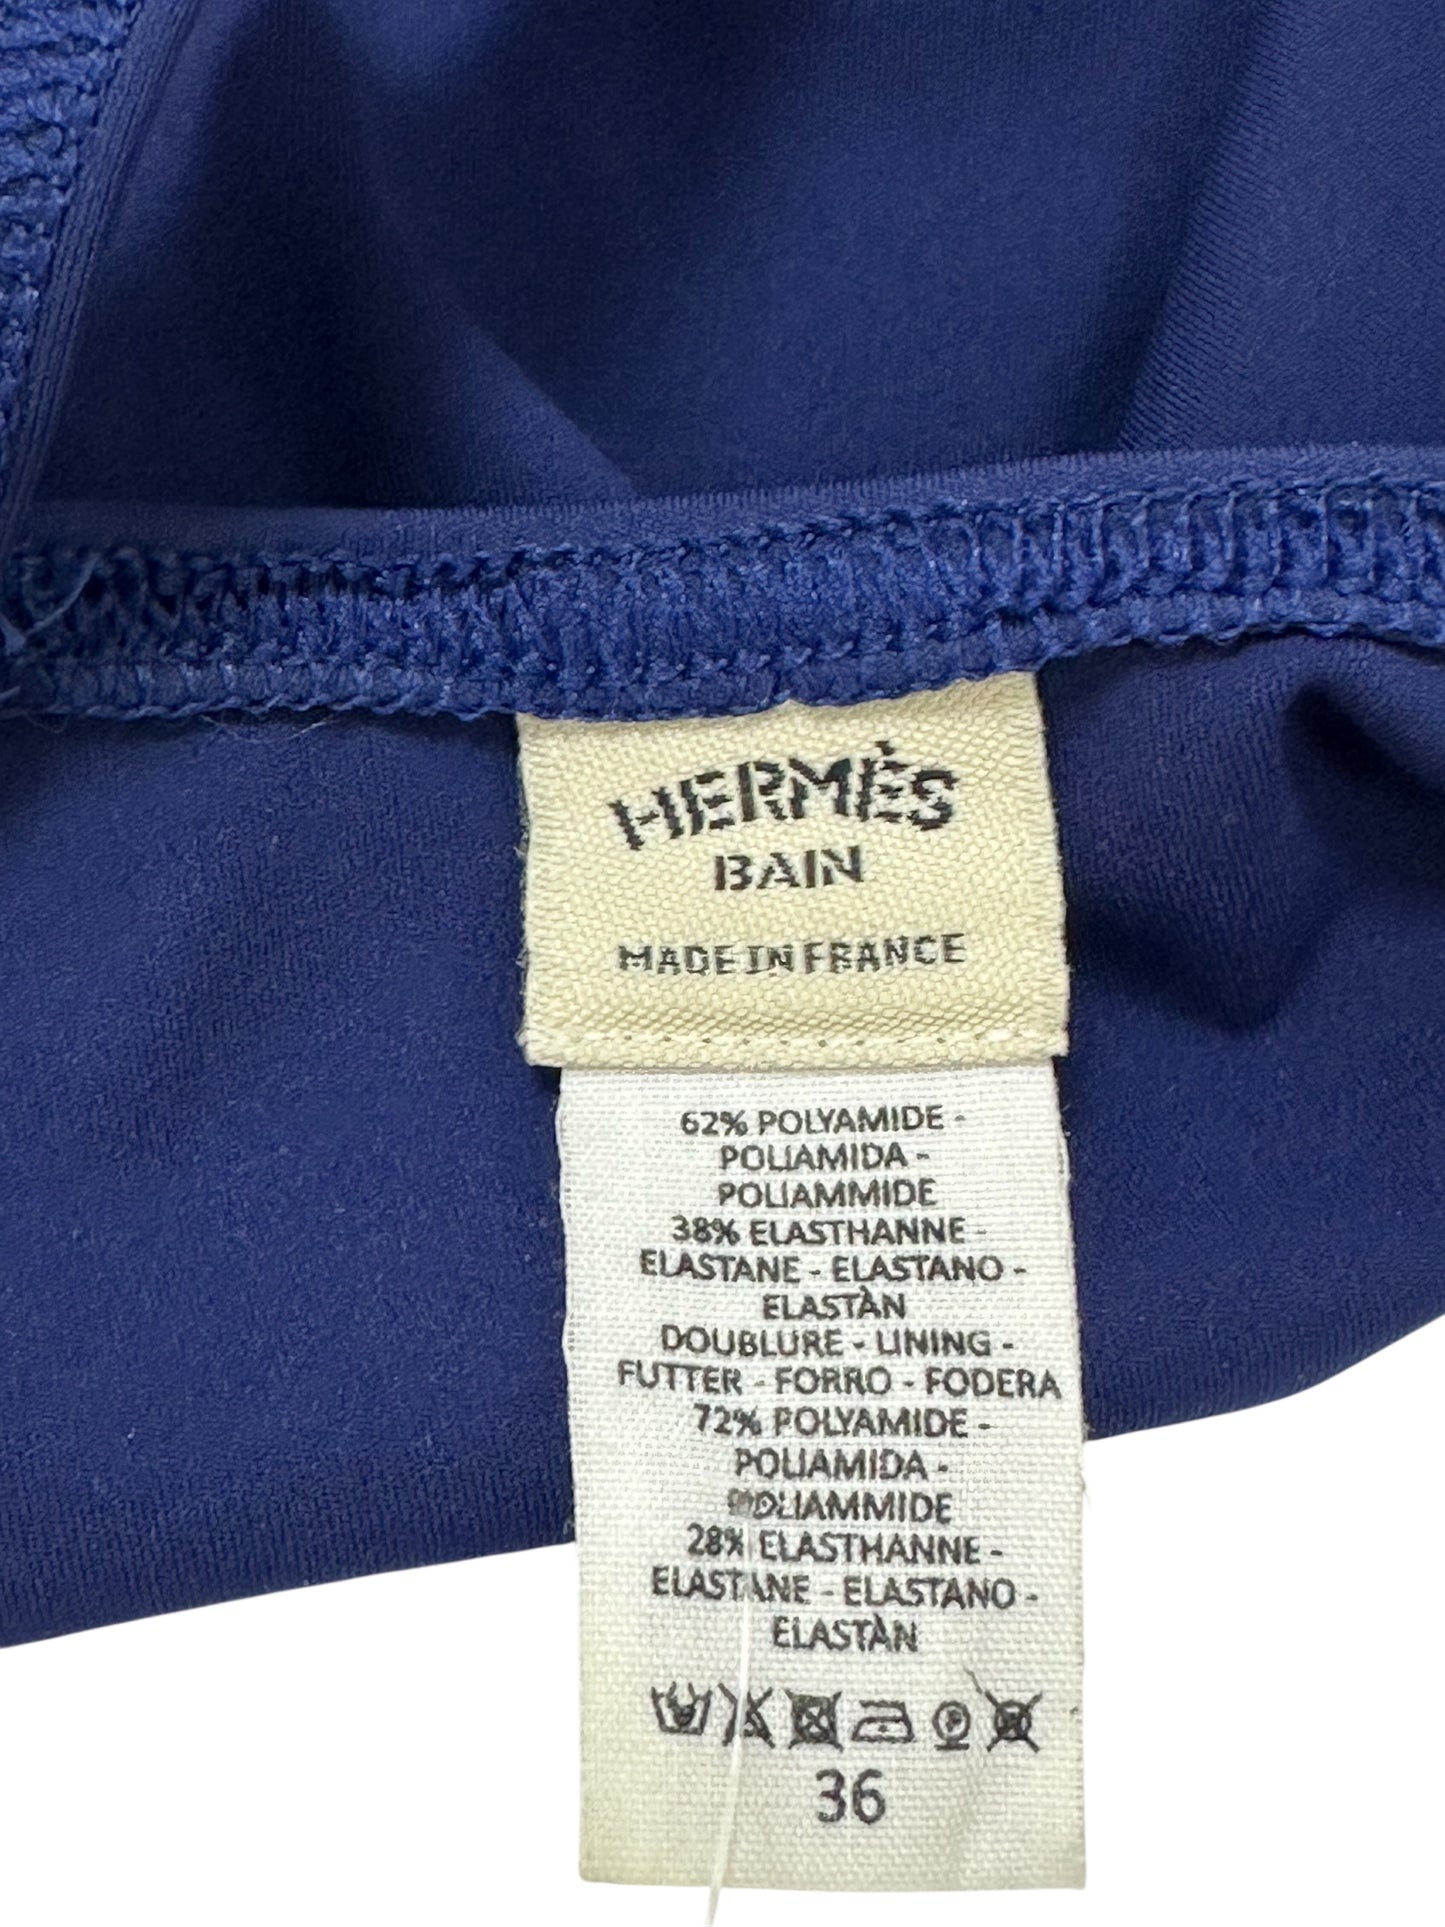 HERMÈS
BAIN
MADE IN FRANCE
62% POLYAMIDE -
POLIAMIDA -
POLIAMMIDE
38% ELASTHANNE -
ELASTANE - ELASTANO -
ELASTÀN
DOUBLURE - LINING -
FUTTER - FORRO - FODERA
72% POLYAMIDE -
POLIAMIDA -
POLIAMMIDE
28% ELASTHANNE -
ELASTANE - ELASTANO -
ELASTÀN
P
36